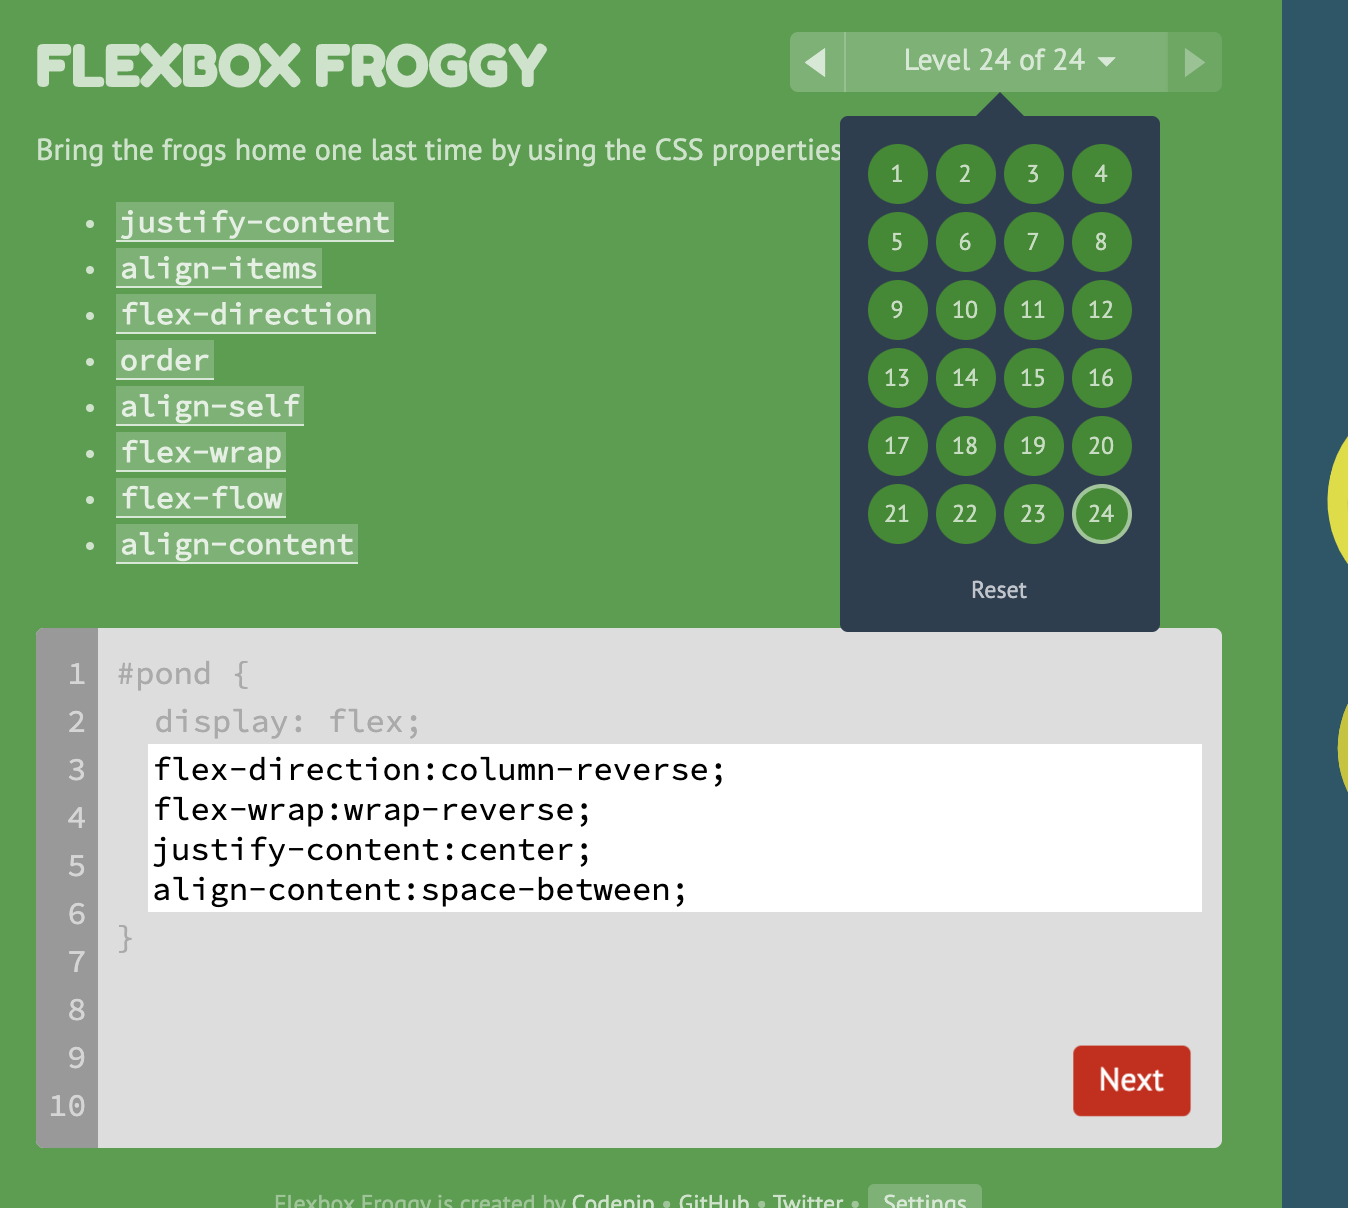 FLEXBOX FROGGY
Level 24 of 24
Bring the frogs home one last time by using the CSS properties
1 2 3 4
5 6 7 8
9 10 11 12
13 14 15 16
17 18 19 20
21 22 23 24
Reset
• justify-content
• align-items
• flex-direction
• order
• align-self
• flex-wrap
• flex-flow
• align-content
1 #pond {
2 display: flex;
3 flex-direction:column-reverse;
4 flex-wrap:wrap-reverse;
5 justify-content:center;
6 align-content:space-between;
7 }
8
9
10
Next
Flexbox Froggy is created by Codepip • GitHub • Twitter • Settings